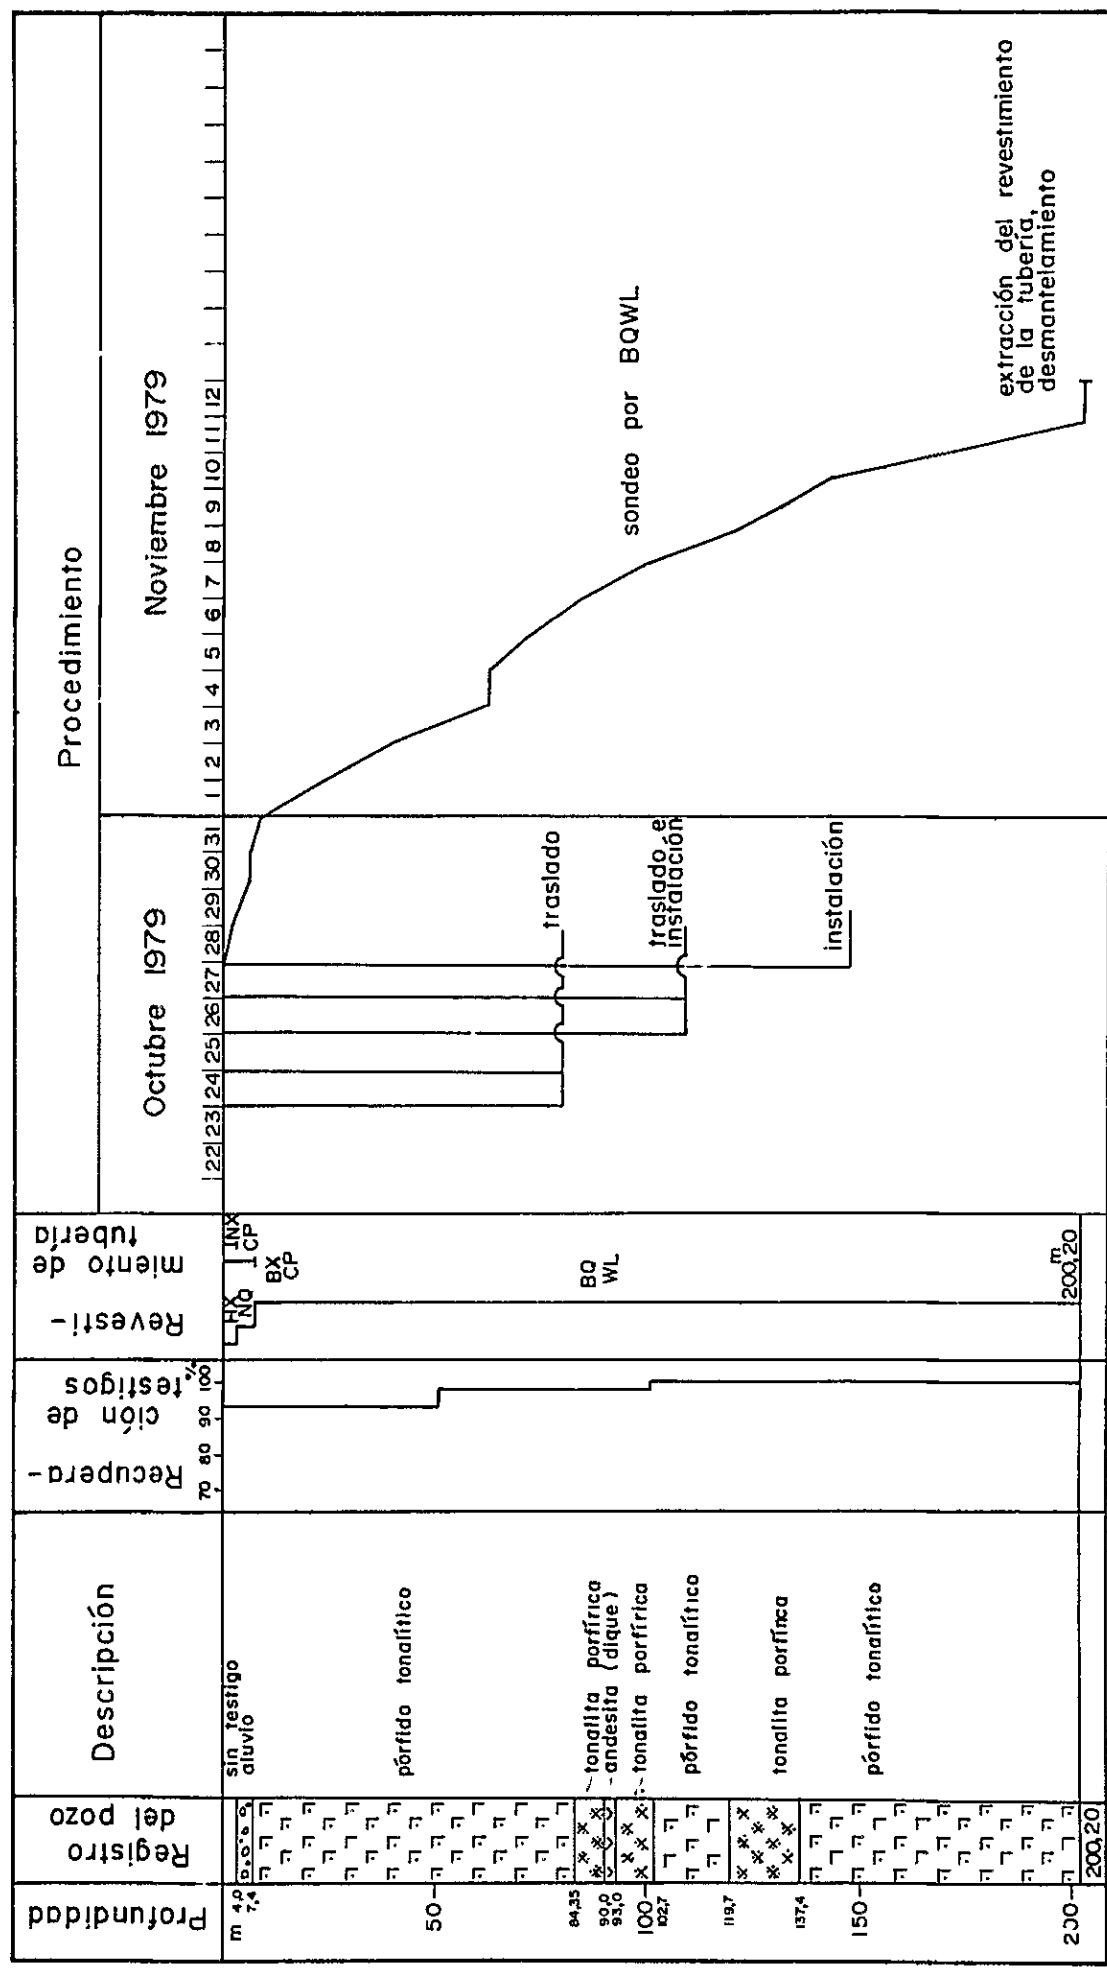 Profundidad
Registro
del pozo
Descripción
Recupera-
ción de
testigos
Revesti-
miento de
tubería
Procedimiento
Octubre 1979
Noviembre 1979
|22|23|24|25|26|27|28|29|30|31
|1|2|3|4|5|6|7|8|9|10|11|12
70 80 90 100
%
m
4,0
7,4
50
84,35
90,0
93,0
100
102,7
119,7
137,4
150
200
200,20
sin testigo
aluvio
pórfido tonalítico
tonalita porfírica
andesita (dique)
tonalita porfírica
pórfido tonalítico
tonalita porfírica
pórfido tonalítico
HX
NQ
NX
CP
BX
CP
BQ
WL
m
200,20
traslado
traslado e
instalación
instalación
sondeo por BQWL
extracción del revestimiento
de la tubería,
desmantelamiento